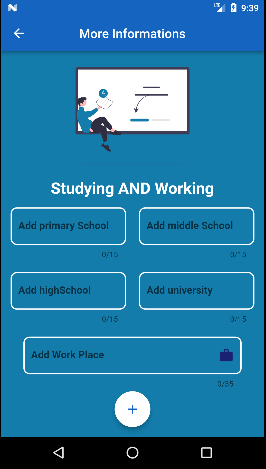 LTE 9:39
More Informations
Studying AND Working
Add primary School
Add middle School
0/15
0/15
Add highSchool
Add university
0/15
0/15
Add Work Place
0/35
+